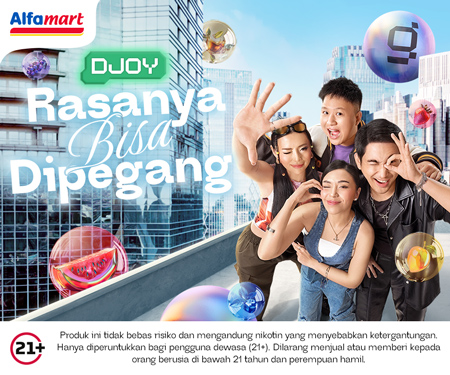 Alfamart
DJOY
Rasanya
Bisa
Dipegang
21+
Produk ini tidak bebas risiko dan mengandung nikotin yang menyebabkan ketergantungan.
Hanya diperuntukkan bagi pengguna dewasa (21+). Dilarang menjual atau memberi kepada
orang berusia di bawah 21 tahun dan perempuan hamil.